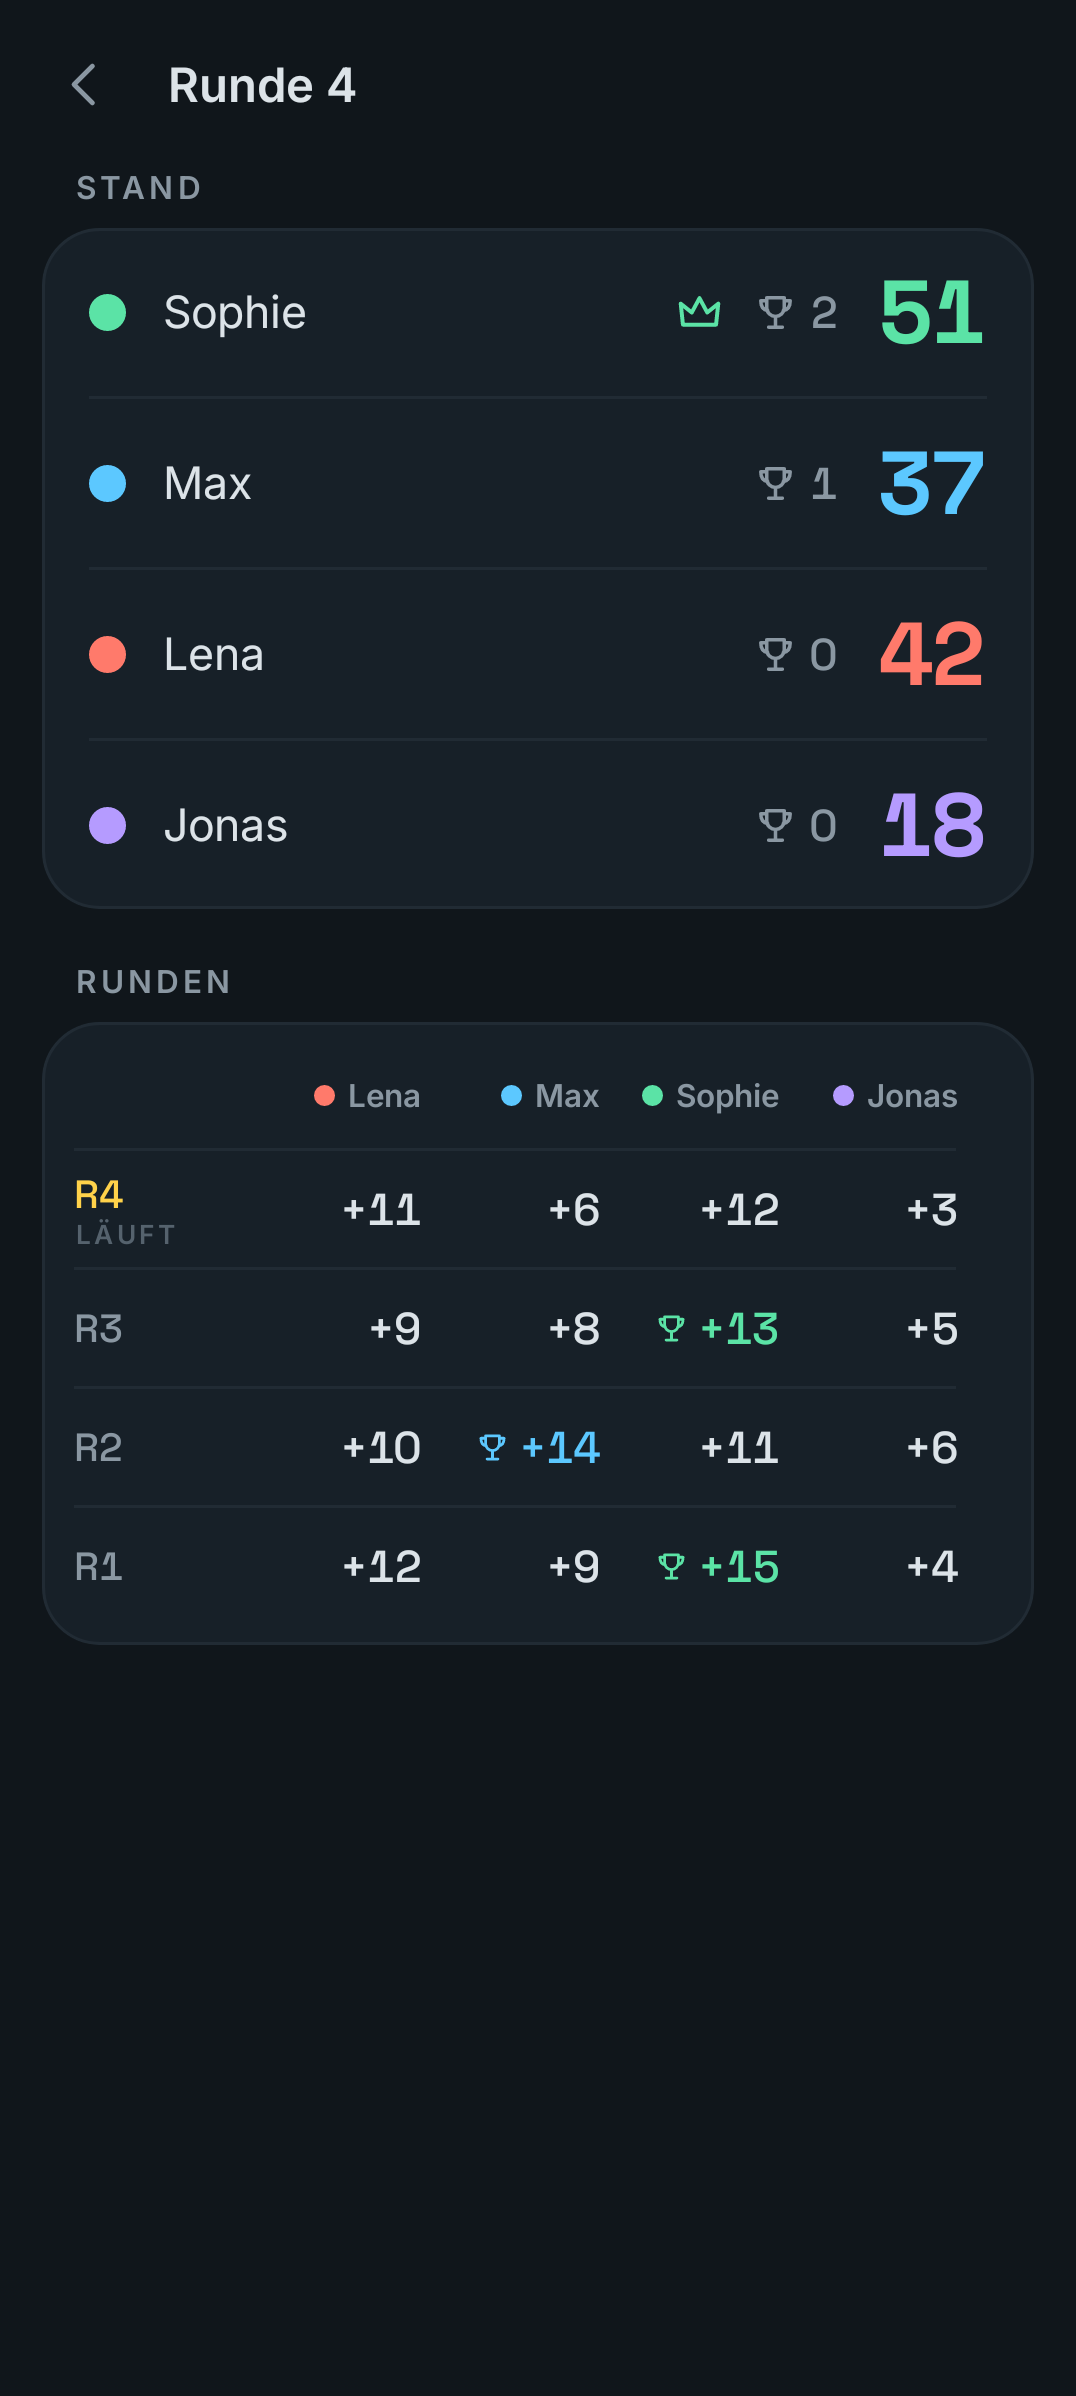 Runde 4
STAND
Sophie 2 51
Max 1 37
Lena 0 42
Jonas 0 18
RUNDEN
Lena Max Sophie Jonas
R4 +11 +6 +12 +3
LÄUFT
R3 +9 +8 +13 +5
R2 +10 +14 +11 +6
R1 +12 +9 +15 +4